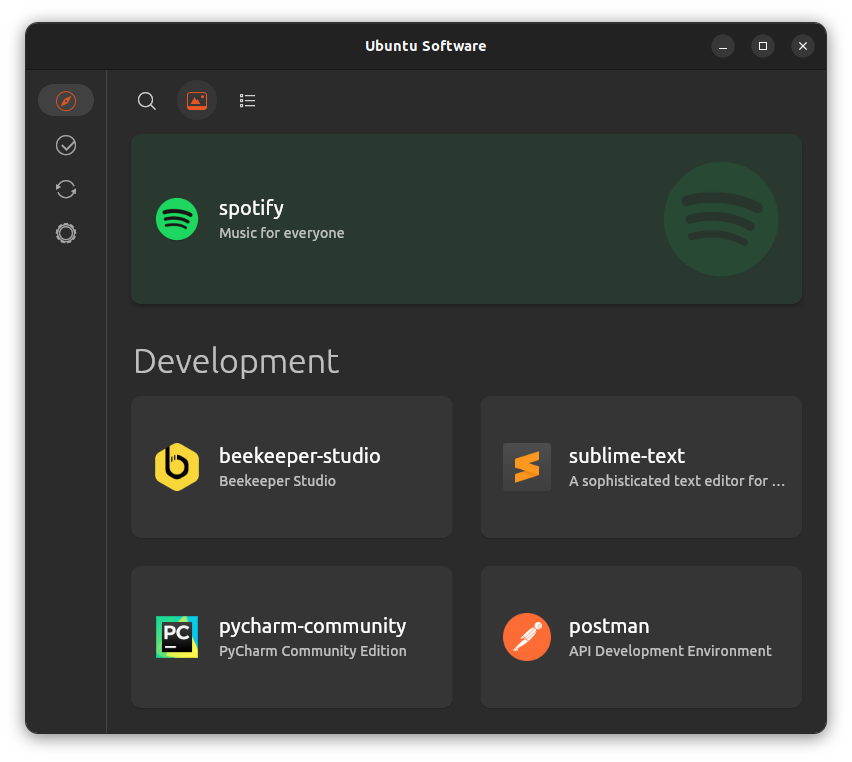 Ubuntu Software
spotify
Music for everyone
Development
beekeeper-studio
Beekeeper Studio
sublime-text
A sophisticated text editor for ...
PC
pycharm-community
PyCharm Community Edition
postman
API Development Environment